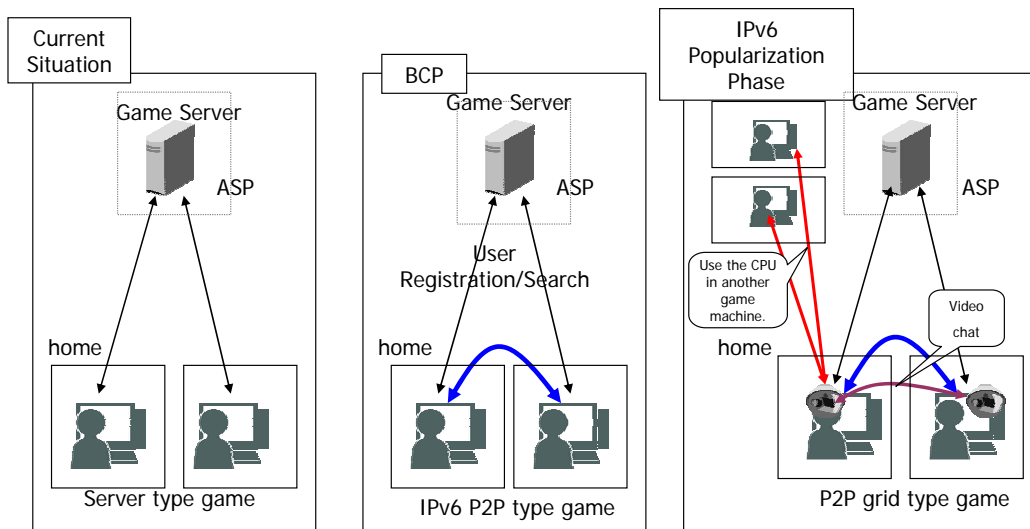 Current
Situation
Game Server
ASP
home
Server type game
BCP
Game Server
ASP
User
Registration/Search
home
IPv6 P2P type game
IPv6
Popularization
Phase
Game Server
ASP
Use the CPU
in another
game
machine.
Video
chat
home
P2P grid type game